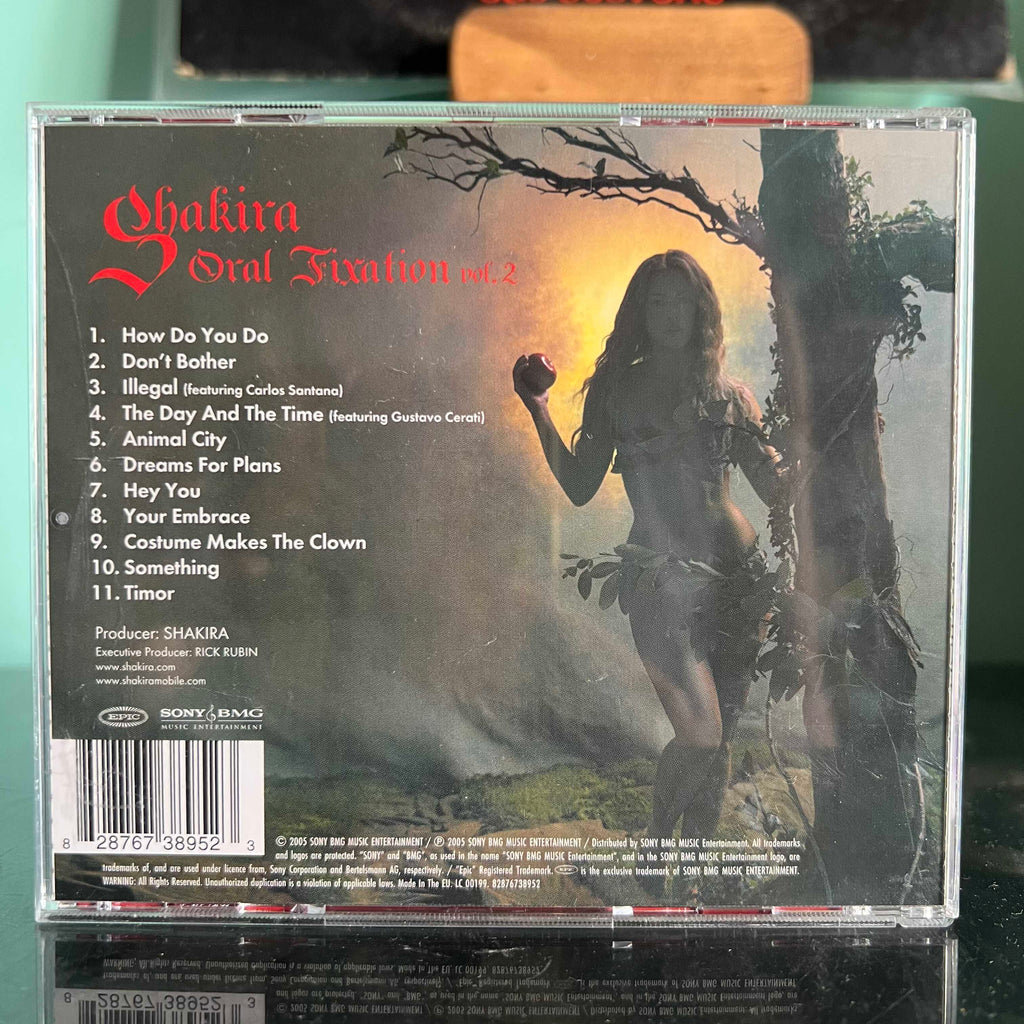 Shakira
Oral Fixation vol.2
1. How Do You Do
2. Don't Bother
3. Illegal (featuring Carlos Santana)
4. The Day And The Time (featuring Gustavo Cerati)
5. Animal City
6. Dreams For Plans
7. Hey You
8. Your Embrace
9. Costume Makes The Clown
10. Something
11. Timor
Producer: SHAKIRA
Executive Producer: RICK RUBIN
www.shakira.com
www.shakiramobile.com
EPIC SONY BMG
MUSIC ENTERTAINMENT
8 28767 38952 3
© 2005 SONY BMG MUSIC ENTERTAINMENT / ℗ 2005 SONY BMG MUSIC ENTERTAINMENT / Distributed by SONY BMG MUSIC Entertainment. All trademarks
and logos are protected. "SONY" and "BMG", as used in the name "SONY BMG MUSIC Entertainment", and in the SONY BMG MUSIC Entertainment logo, are
trademarks of, and are used under licence from, Sony Corporation and Bertelsmann AG, respectively. / "Epic" Registered Trademark EPIC is the exclusive trademark of SONY BMG MUSIC ENTERTAINMENT.
WARNING: All Rights Reserved. Unauthorized duplication is a violation of applicable laws. Made In The EU. LC 00199. 82876738952